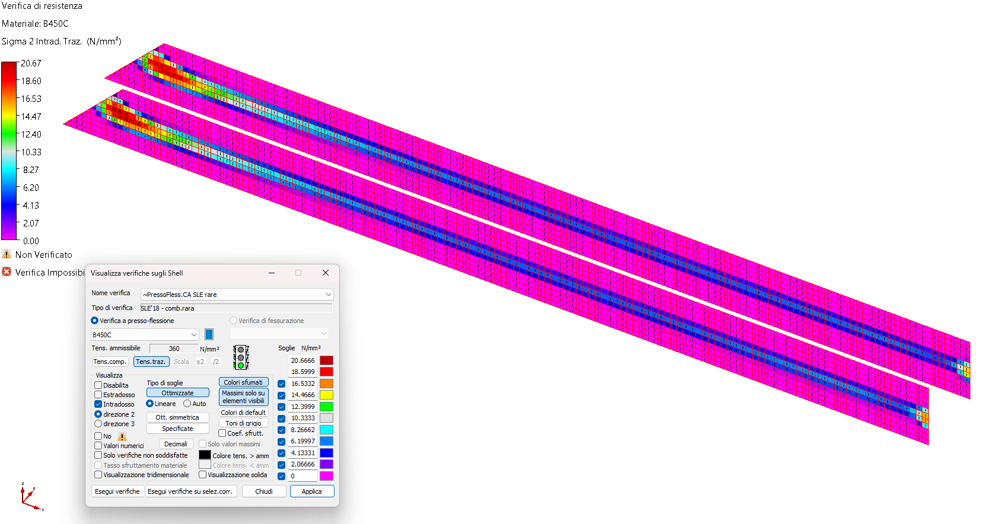 Verifica di resistenza
Materiale: B450C
Sigma 2 Intrad. Traz. (N/mm²)
20.67
18.60
16.53
14.47
12.40
10.33
8.27
6.20
4.13
2.07
0.00
Non Verificato
Verifica Impossibi
Visualizza verifiche sugli Shell
Nome verifica ~PressoFless.CA SLE rare
Tipo di verifica SLE'18 - comb.rara
Verifica a presso-flessione Verifica di fessurazione
B450C
Tens. ammissibile 360 N/mm² Soglie N/mm²
Tens.comp. Tens.traz. Scala x2 /2
20.6666
18.5999
16.5332
14.4666
12.3999
10.3333
8.26662
6.19997
4.13331
2.06666
0
Visualizza
Disabilita
Estradosso
Intradosso
direzione 2
direzione 3
No
Valori numerici
Solo verifiche non soddisfatte
Tasso sfruttamento materiale
Visualizzazione tridimensionale
Tipo di soglie
Ottimizzate
Lineare Auto
Ott. simmetrica
Specificate
Decimali
Colori sfumati
Massimi solo su
elementi visibili
Colori di default
Toni di grigio
Coef. sfrutt.
Solo valori massimi
Colore tens. > amm
Colore tens. < amm
Visualizzazione solida
Esegui verifiche Esegui verifiche su selez.corr. Chiudi Applica
z
y
x